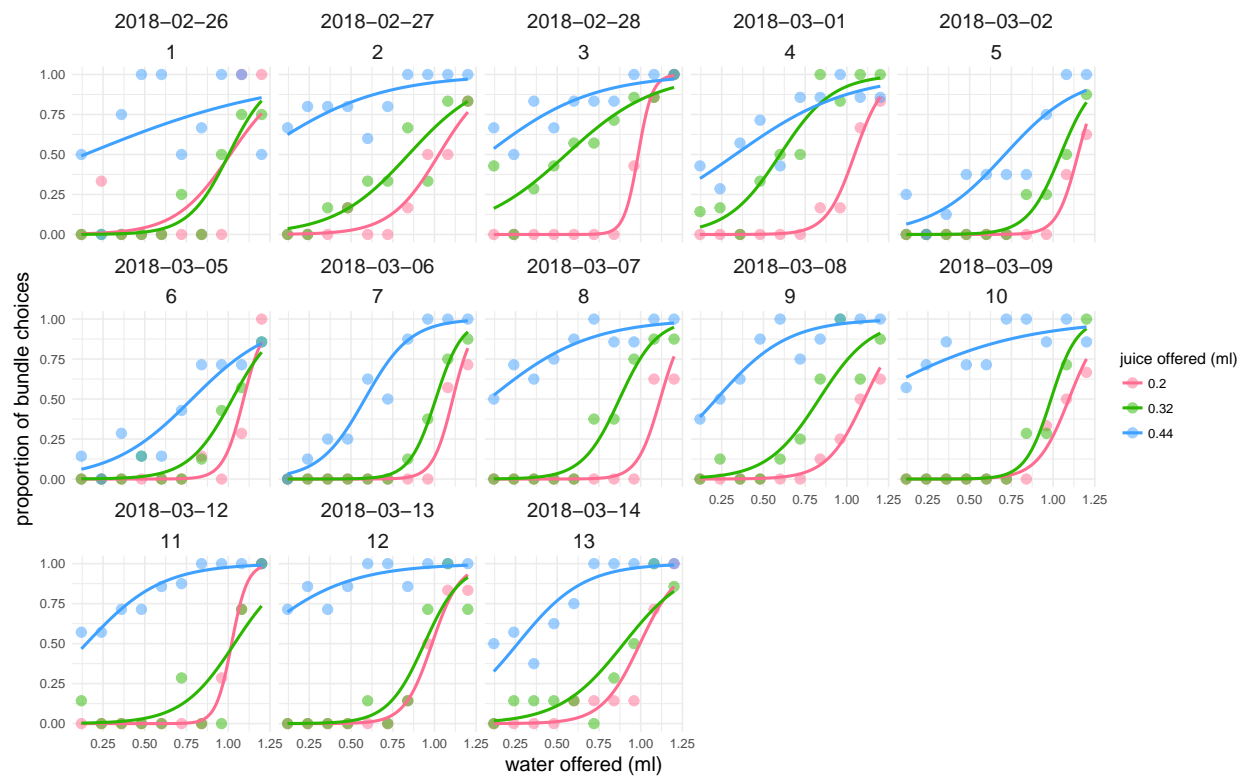 2018−02−26 2018−02−27 2018−02−28 2018−03−01 2018−03−02
1 2 3 4 5
1.00
0.75
0.50
0.25
0.00
2018−03−05 2018−03−06 2018−03−07 2018−03−08 2018−03−09
6 7 8 9 10
1.00
0.75
0.50
0.25
0.00
0.25 0.50 0.75 1.00 1.25 0.25 0.50 0.75 1.00 1.25
2018−03−12 2018−03−13 2018−03−14
11 12 13
1.00
0.75
0.50
0.25
0.00
0.25 0.50 0.75 1.00 1.25 0.25 0.50 0.75 1.00 1.25 0.25 0.50 0.75 1.00 1.25
water offered (ml)
proportion of bundle choices
juice offered (ml)
0.2
0.32
0.44